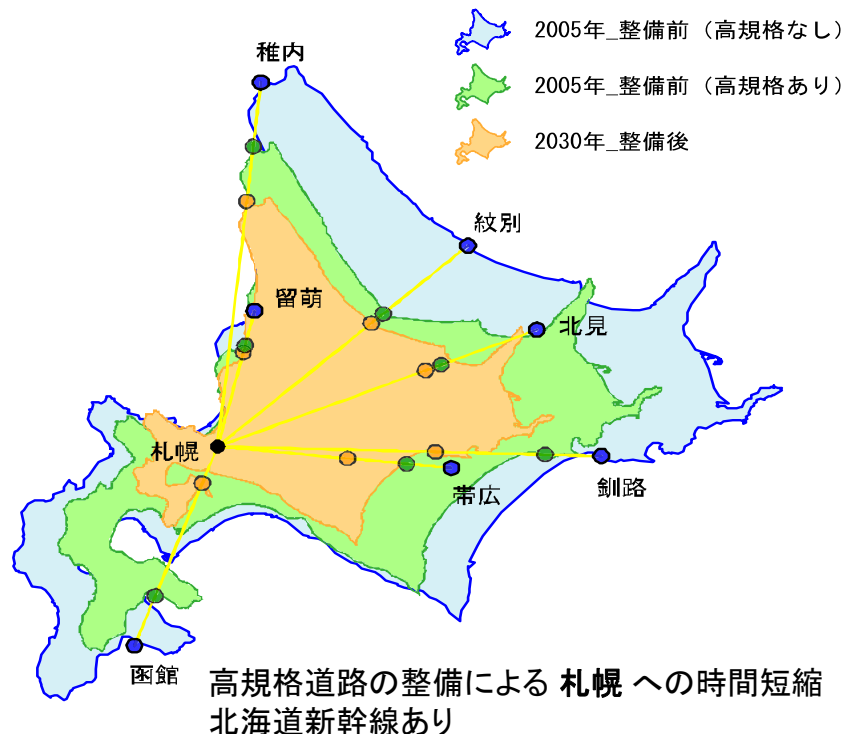 2005年_整備前（高規格なし）
2005年_整備前（高規格あり）
2030年_整備後
稚内
紋別
留萌
北見
札幌
帯広
釧路
函館
高規格道路の整備による 札幌 への時間短縮
北海道新幹線あり